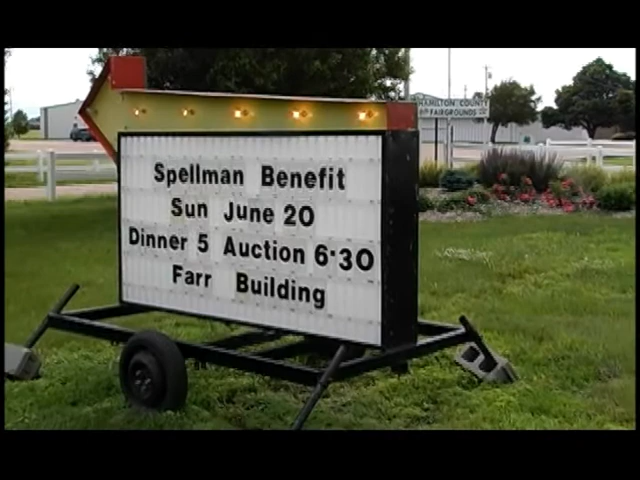 HAMILTON COUNTY
FAIRGROUNDS
Spellman Benefit
Sun June 20
Dinner 5 Auction 6·30
Farr Building